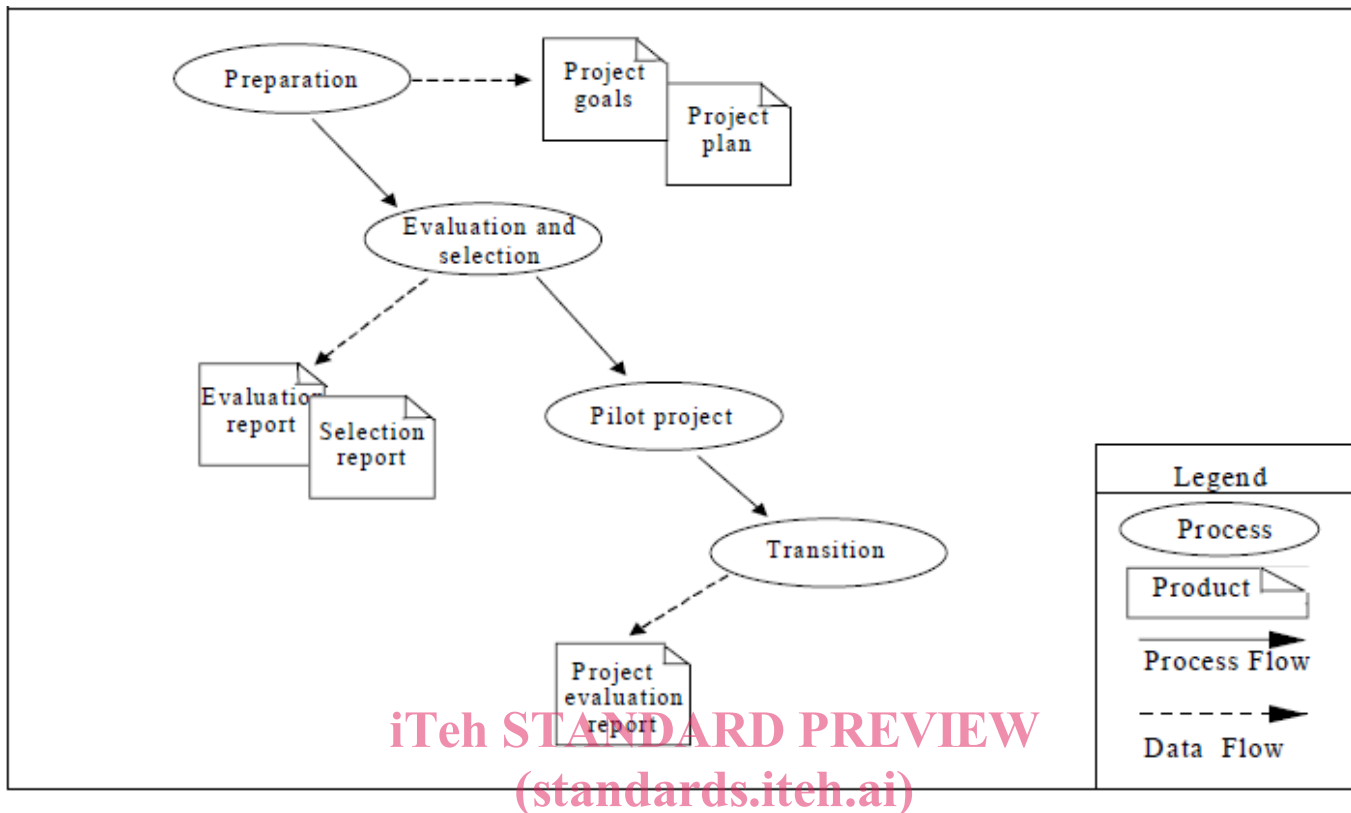 Preparation
Project
goals
Project
plan
Evaluation and
selection
Evaluation
report
Selection
report
Pilot project
Transition
Project
evaluation
report
Legend
Process
Product
Process Flow
Data Flow
iTeh STANDARD PREVIEW
(standards.iteh.ai)